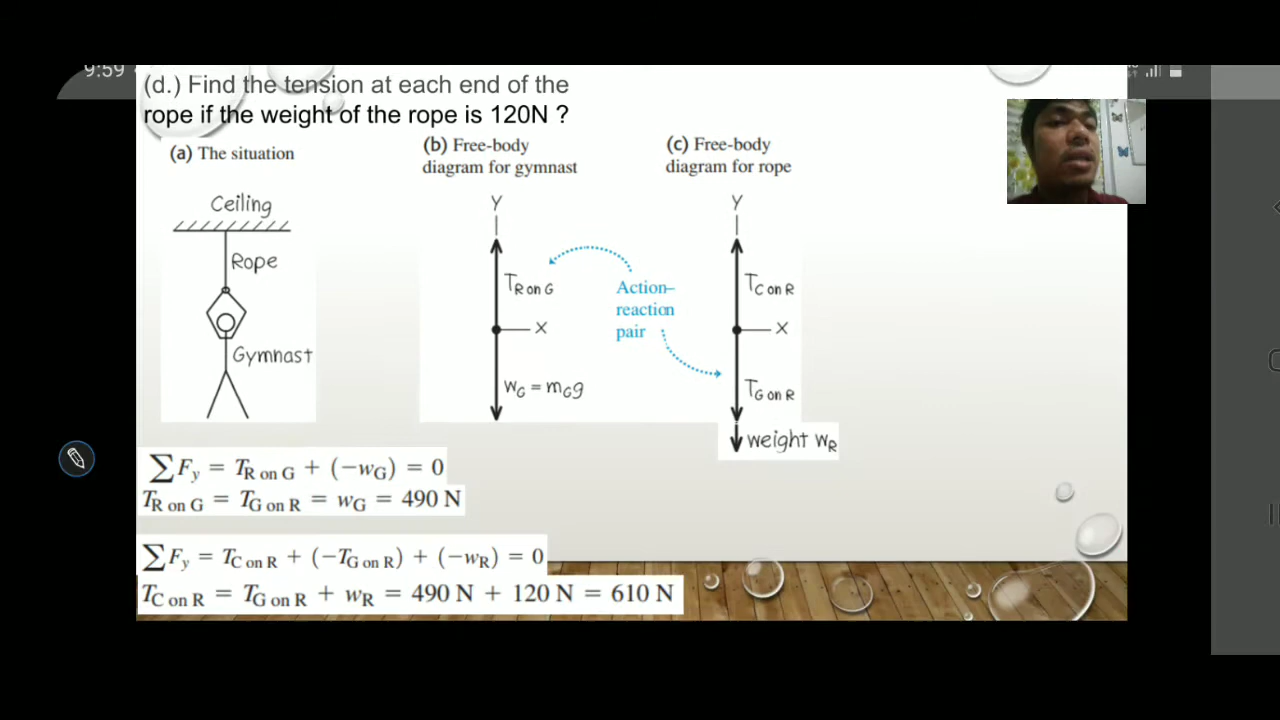 9:59
(d.) Find the tension at each end of the
rope if the weight of the rope is 120N ?
(a) The situation
Ceiling
Rope
Gymnast
(b) Free-body
diagram for gymnast
Y
T_R on G
X
w_G = m_G g
Action–
reaction
pair
(c) Free-body
diagram for rope
Y
T_C on R
X
T_G on R
weight w_R
∑F_y = T_R on G + (−w_G) = 0
T_R on G = T_G on R = w_G = 490 N
∑F_y = T_C on R + (−T_G on R) + (−w_R) = 0
T_C on R = T_G on R + w_R = 490 N + 120 N = 610 N